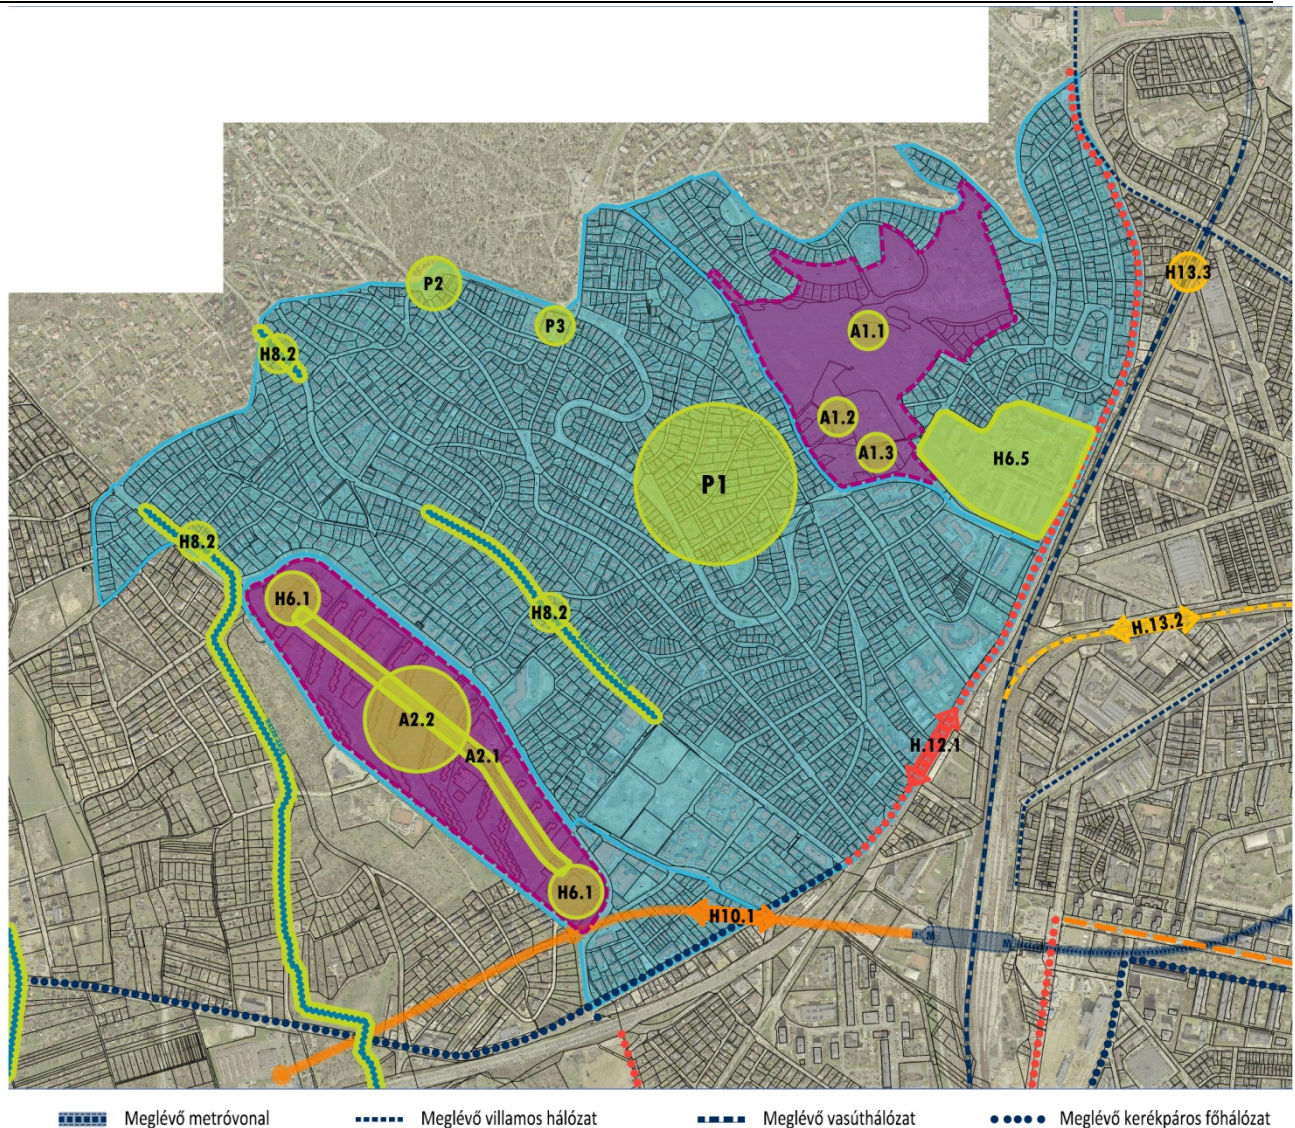 H13.3
P2
P3
A1.1
H8.2
A1.2
A1.3
H6.5
P1
H8.2
H6.1
H8.2
H.13.2
A2.2
H.12.1
A2.1
H6.1
H10.1
M
M
Meglévő metróvonal
Meglévő villamos hálózat
Meglévő vasúthálózat
Meglévő kerékpáros főhálózat